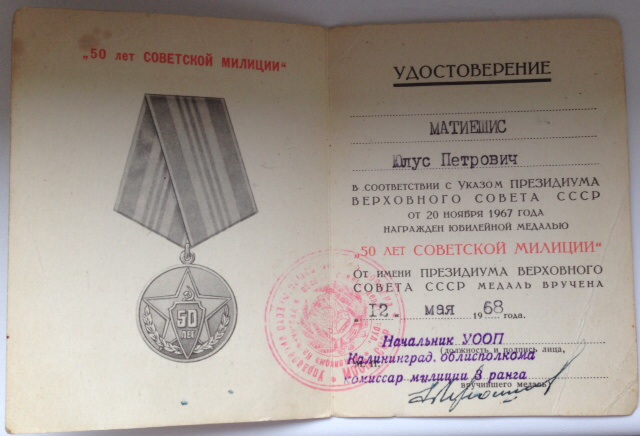 „50 лет СОВЕТСКОЙ МИЛИЦИИ“
50
ЛЕТ
УДОСТОВЕРЕНИЕ
МАТИЕШИС
Юлус Петрович
В СООТВЕТСТВИИ С УКАЗОМ ПРЕЗИДИУМА
ВЕРХОВНОГО СОВЕТА СССР
ОТ 20 НОЯБРЯ 1967 ГОДА
НАГРАЖДЕН ЮБИЛЕЙНОЙ МЕДАЛЬЮ
„50 ЛЕТ СОВЕТСКОЙ МИЛИЦИИ“
ОТ ИМЕНИ ПРЕЗИДИУМА ВЕРХОВНОГО
СОВЕТА СССР МЕДАЛЬ ВРУЧЕНА
„12„ мая 1968 года.
Начальник УООП
должность и подпись лица,
Калининград. облисполкома
комиссар милиции 3 ранга
вручившего медаль